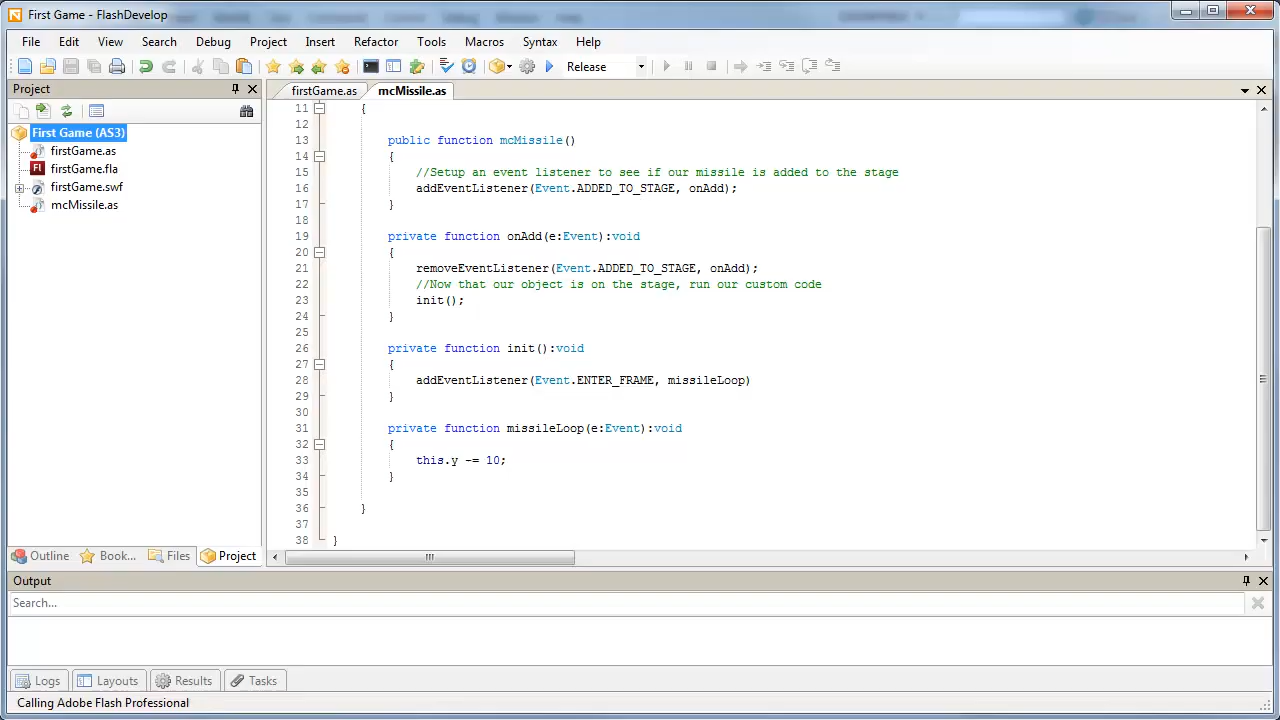 First Game - FlashDevelop
File Edit View Search Debug Project Insert Refactor Tools Macros Syntax Help
Release
Project
firstGame.as mcMissile.as
First Game (AS3)
firstGame.as
firstGame.fla
firstGame.swf
mcMissile.as
11 {
12
13 public function mcMissile()
14 {
15 //Setup an event listener to see if our missile is added to the stage
16 addEventListener(Event.ADDED_TO_STAGE, onAdd);
17 }
18
19 private function onAdd(e:Event):void
20 {
21 removeEventListener(Event.ADDED_TO_STAGE, onAdd);
22 //Now that our object is on the stage, run our custom code
23 init();
24 }
25
26 private function init():void
27 {
28 addEventListener(Event.ENTER_FRAME, missileLoop)
29 }
30
31 private function missileLoop(e:Event):void
32 {
33 this.y -= 10;
34 }
35
36 }
37
38 }
Outline Book... Files Project
Output
Search...
Logs Layouts Results Tasks
Calling Adobe Flash Professional